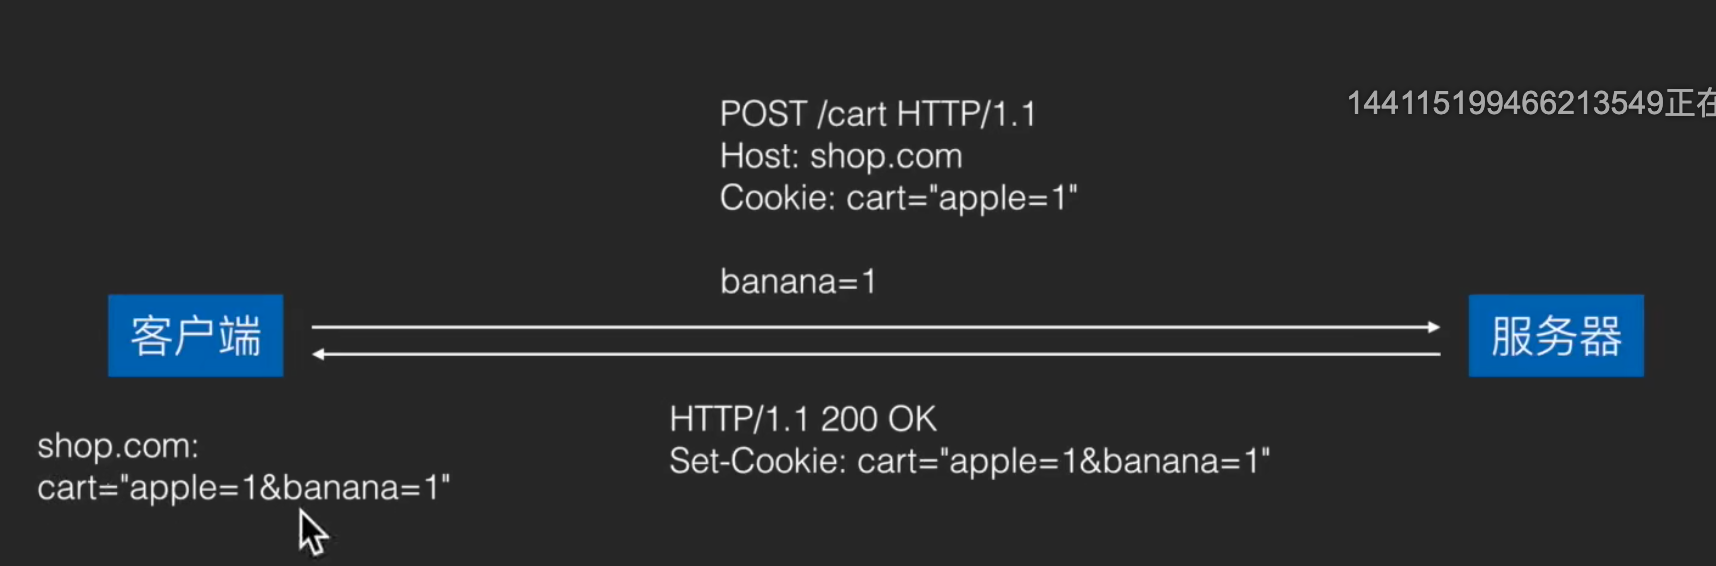 POST /cart HTTP/1.1
Host: shop.com
Cookie: cart="apple=1"
banana=1
144115199466213549正在
客户端
服务器
shop.com:
cart="apple=1&banana=1"
HTTP/1.1 200 OK
Set-Cookie: cart="apple=1&banana=1"